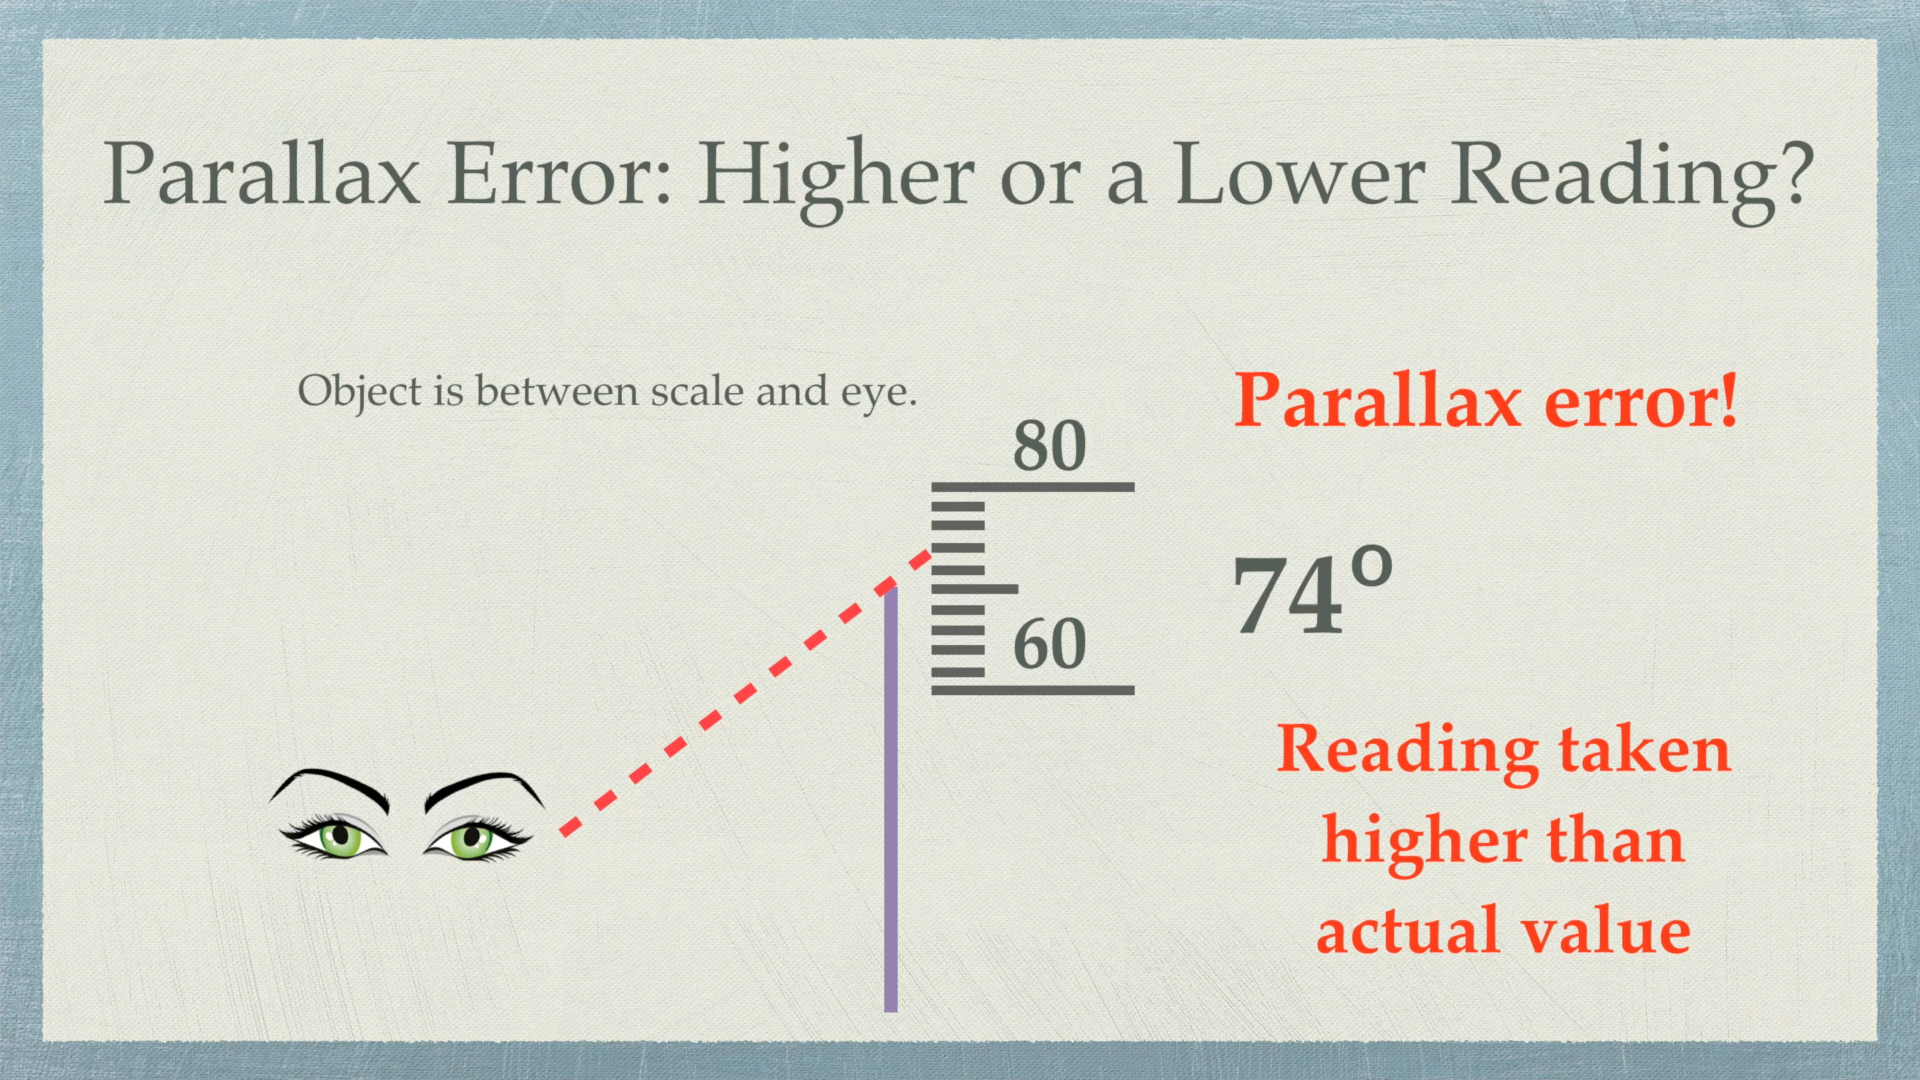 Parallax Error: Higher or a Lower Reading?
Object is between scale and eye.
Parallax error!
80
74º
60
Reading taken
higher than
actual value